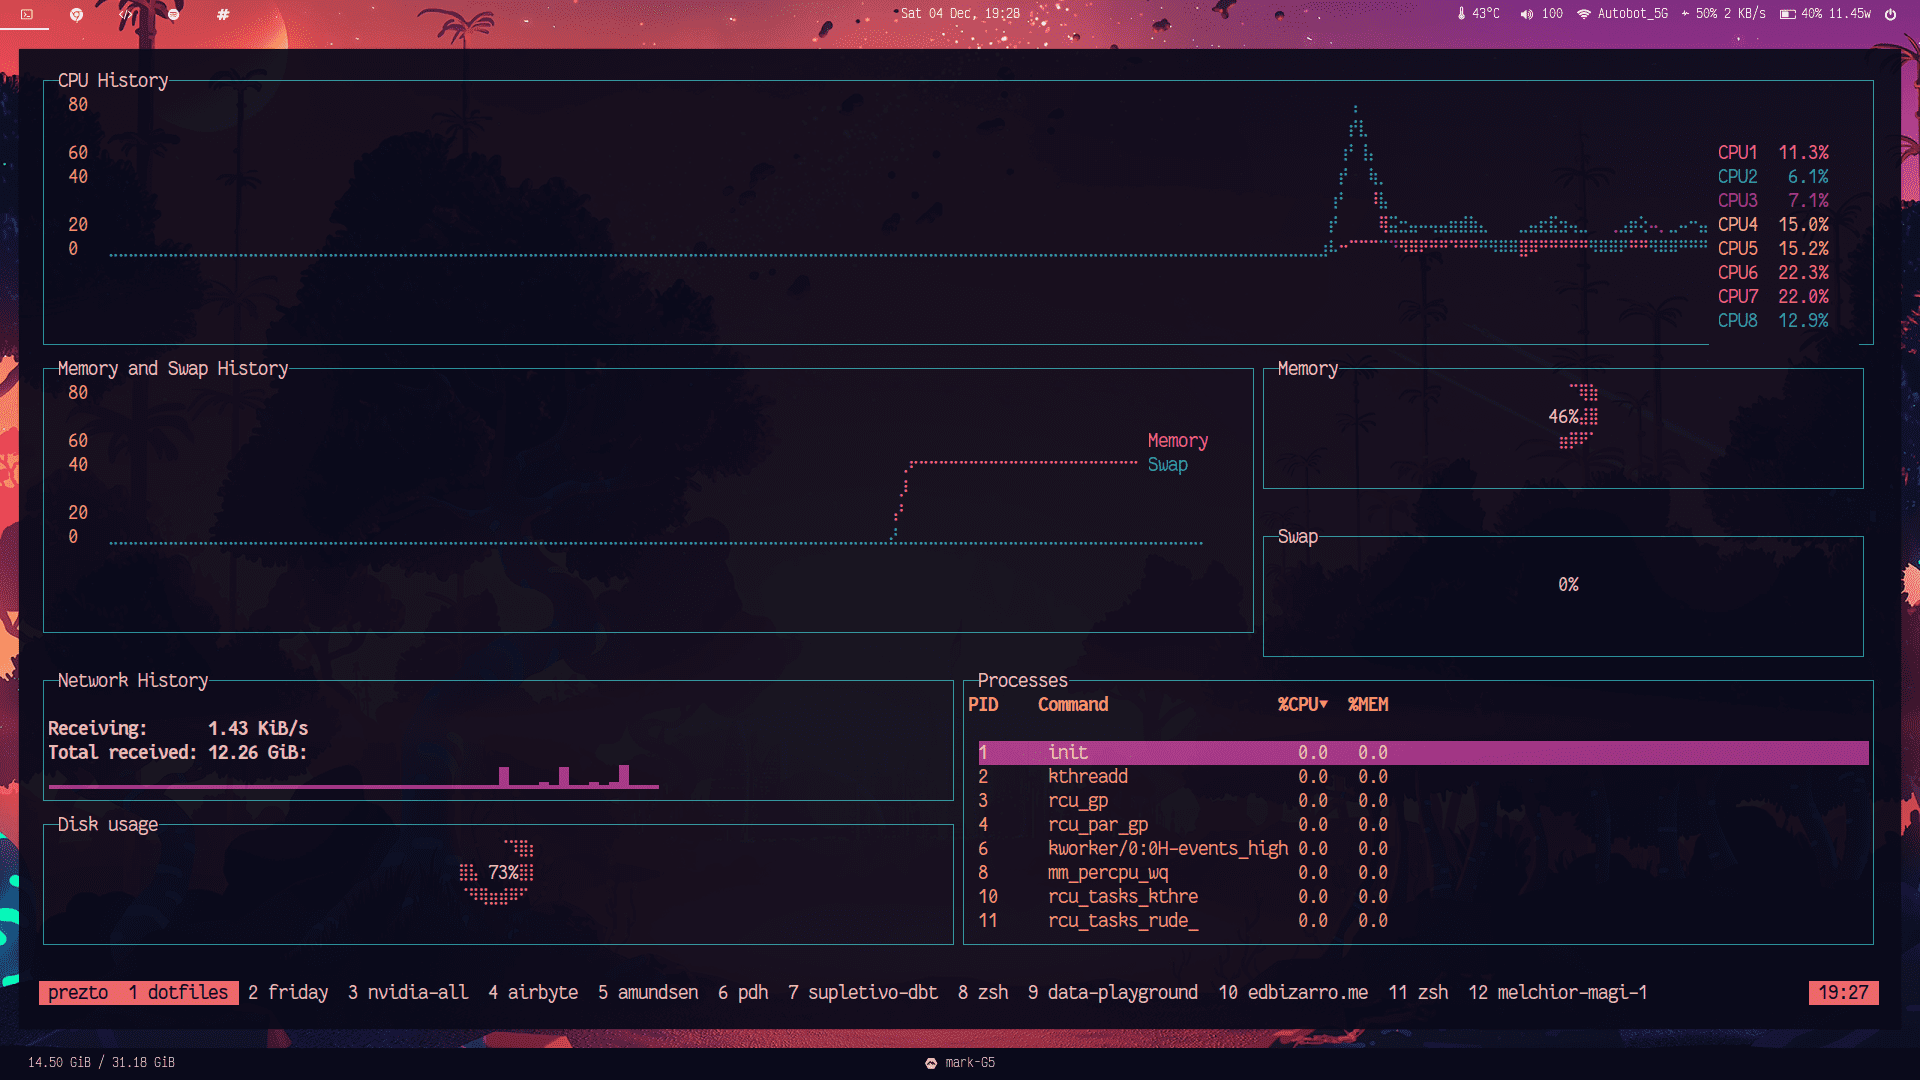 Sat 04 Dec, 19:28
43°C 100 Autobot_5G 50% 2 KB/s 40% 11.45w
CPU History
80
60
40
20
0
CPU1 11.3%
CPU2 6.1%
CPU3 7.1%
CPU4 15.0%
CPU5 15.2%
CPU6 22.3%
CPU7 22.0%
CPU8 12.9%
Memory and Swap History
80
60
40
20
0
Memory
Swap
Memory
46%
Swap
0%
Network History
Receiving: 1.43 KiB/s
Total received: 12.26 GiB:
Disk usage
73%
Processes
PID Command %CPU▼ %MEM
1 init 0.0 0.0
2 kthreadd 0.0 0.0
3 rcu_gp 0.0 0.0
4 rcu_par_gp 0.0 0.0
6 kworker/0:0H-events_high 0.0 0.0
8 mm_percpu_wq 0.0 0.0
10 rcu_tasks_kthre 0.0 0.0
11 rcu_tasks_rude_ 0.0 0.0
prezto 1 dotfiles 2 friday 3 nvidia-all 4 airbyte 5 amundsen 6 pdh 7 supletivo-dbt 8 zsh 9 data-playground 10 edbizarro.me 11 zsh 12 melchior-magi-1 19:27
14.50 GiB / 31.18 GiB
mark-G5